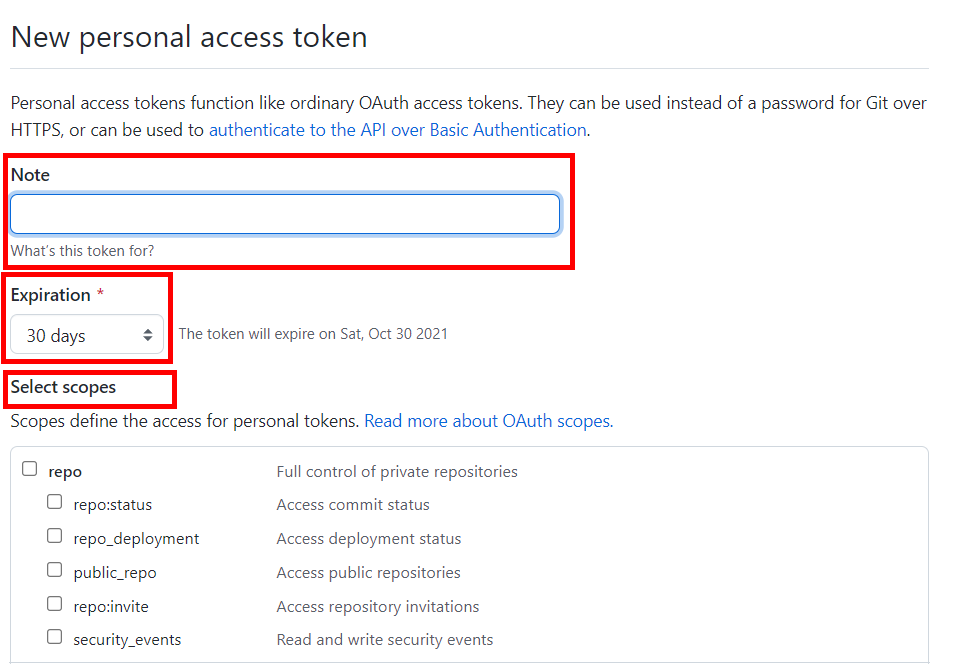 New personal access token
Personal access tokens function like ordinary OAuth access tokens. They can be used instead of a password for Git over
HTTPS, or can be used to authenticate to the API over Basic Authentication.
Note
What's this token for?
Expiration *
30 days The token will expire on Sat, Oct 30 2021
Select scopes
Scopes define the access for personal tokens. Read more about OAuth scopes.
repo Full control of private repositories
repo:status Access commit status
repo_deployment Access deployment status
public_repo Access public repositories
repo:invite Access repository invitations
security_events Read and write security events